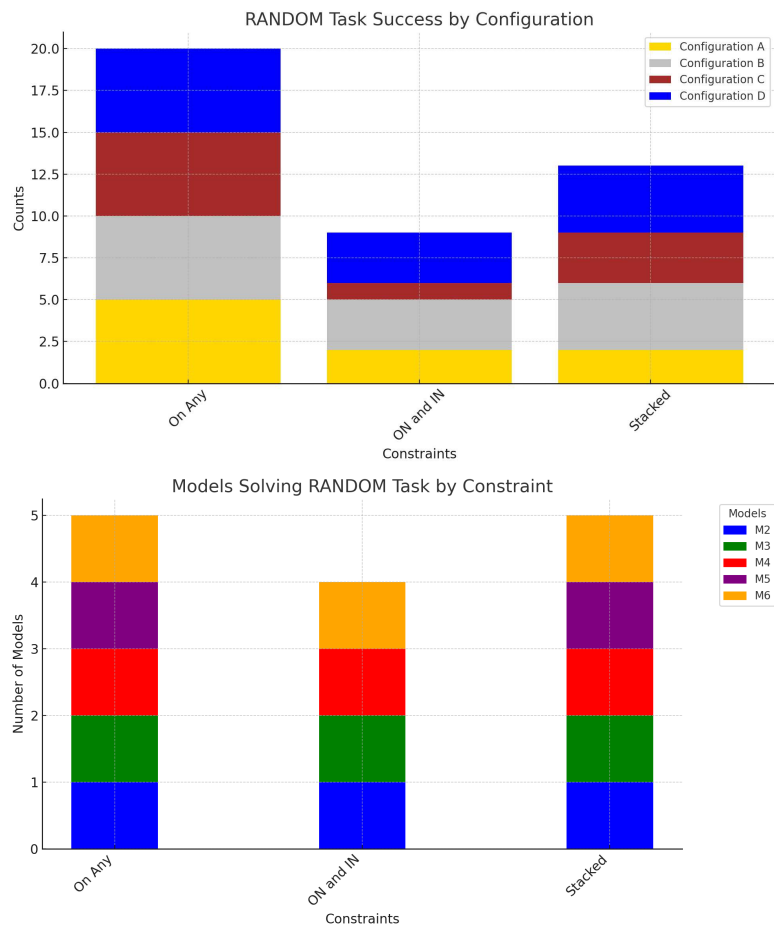 RANDOM Task Success by Configuration
Configuration A
Configuration B
Configuration C
Configuration D
20.0
17.5
15.0
12.5
10.0
7.5
5.0
2.5
0.0
Counts
On Any
ON and IN
Stacked
Constraints
Models Solving RANDOM Task by Constraint
Models
M2
M3
M4
M5
M6
5
4
3
2
1
0
Number of Models
On Any
ON and IN
Stacked
Constraints